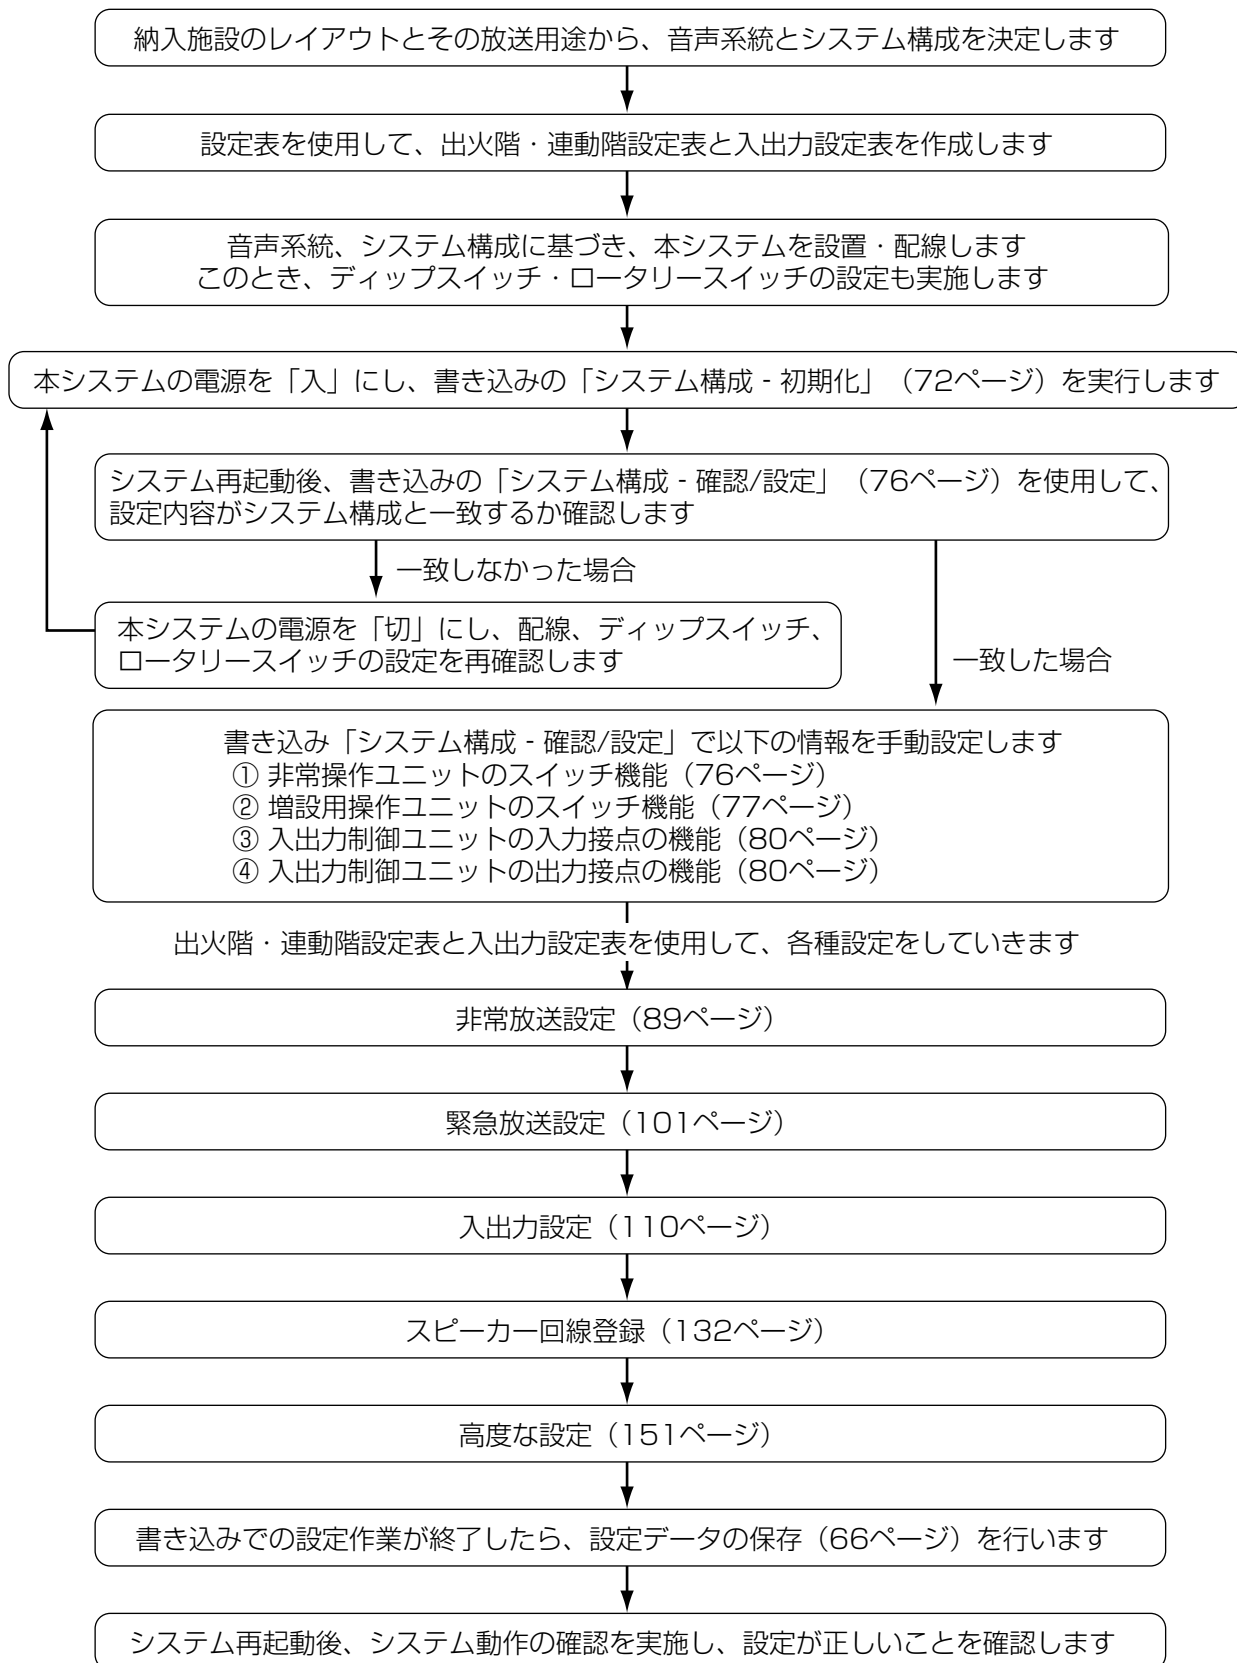 納入施設のレイアウトとその放送用途から、音声系統とシステム構成を決定します
設定表を使用して、出火階・連動階設定表と入出力設定表を作成します
音声系統、システム構成に基づき、本システムを設置・配線します
このとき、ディップスイッチ・ロータリースイッチの設定も実施します
本システムの電源を「入」にし、書き込みの「システム構成 - 初期化」（72ページ）を実行します
システム再起動後、書き込みの「システム構成 - 確認/設定」（76ページ）を使用して、
設定内容がシステム構成と一致するか確認します
一致しなかった場合
本システムの電源を「切」にし、配線、ディップスイッチ、
ロータリースイッチの設定を再確認します
一致した場合
書き込み「システム構成 - 確認/設定」で以下の情報を手動設定します
① 非常操作ユニットのスイッチ機能（76ページ）
② 増設用操作ユニットのスイッチ機能（77ページ）
③ 入出力制御ユニットの入力接点の機能（80ページ）
④ 入出力制御ユニットの出力接点の機能（80ページ）
出火階・連動階設定表と入出力設定表を使用して、各種設定をしていきます
非常放送設定（89ページ）
緊急放送設定（101ページ）
入出力設定（110ページ）
スピーカー回線登録（132ページ）
高度な設定（151ページ）
書き込みでの設定作業が終了したら、設定データの保存（66ページ）を行います
システム再起動後、システム動作の確認を実施し、設定が正しいことを確認します